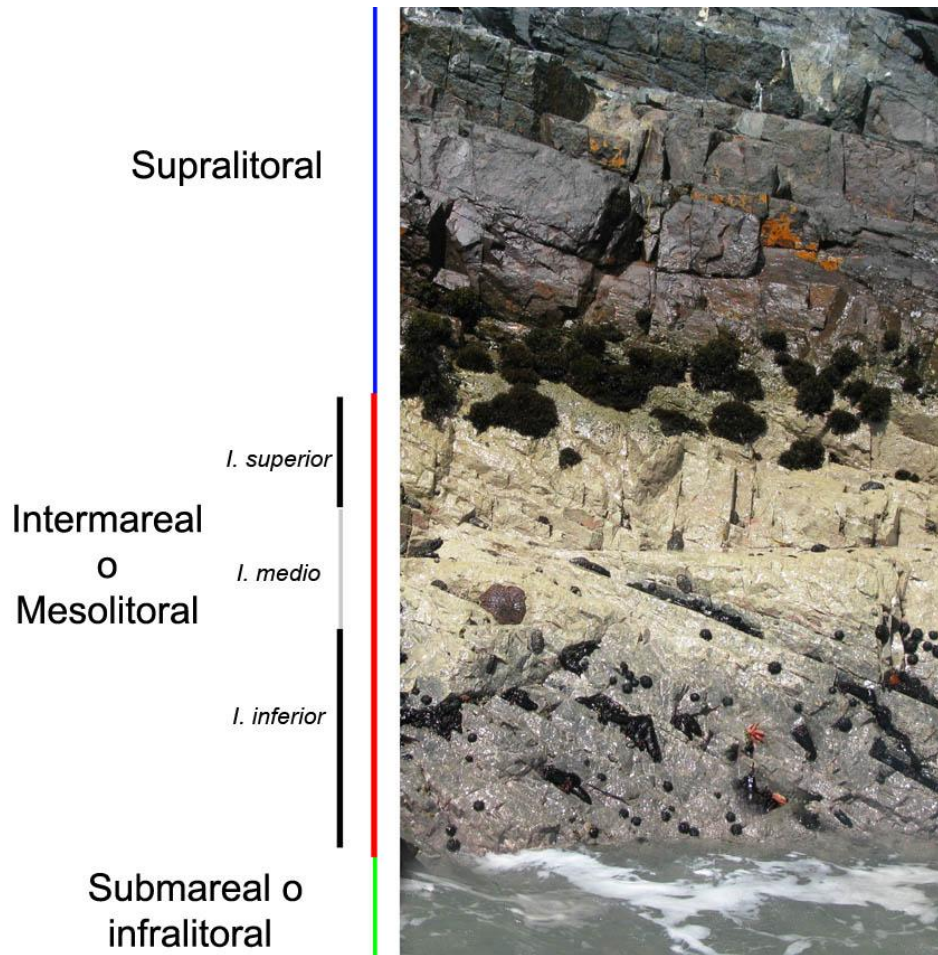 Supralitoral
I. superior
Intermareal
o
Mesolitoral
I. medio
I. inferior
Submareal o
infralitoral